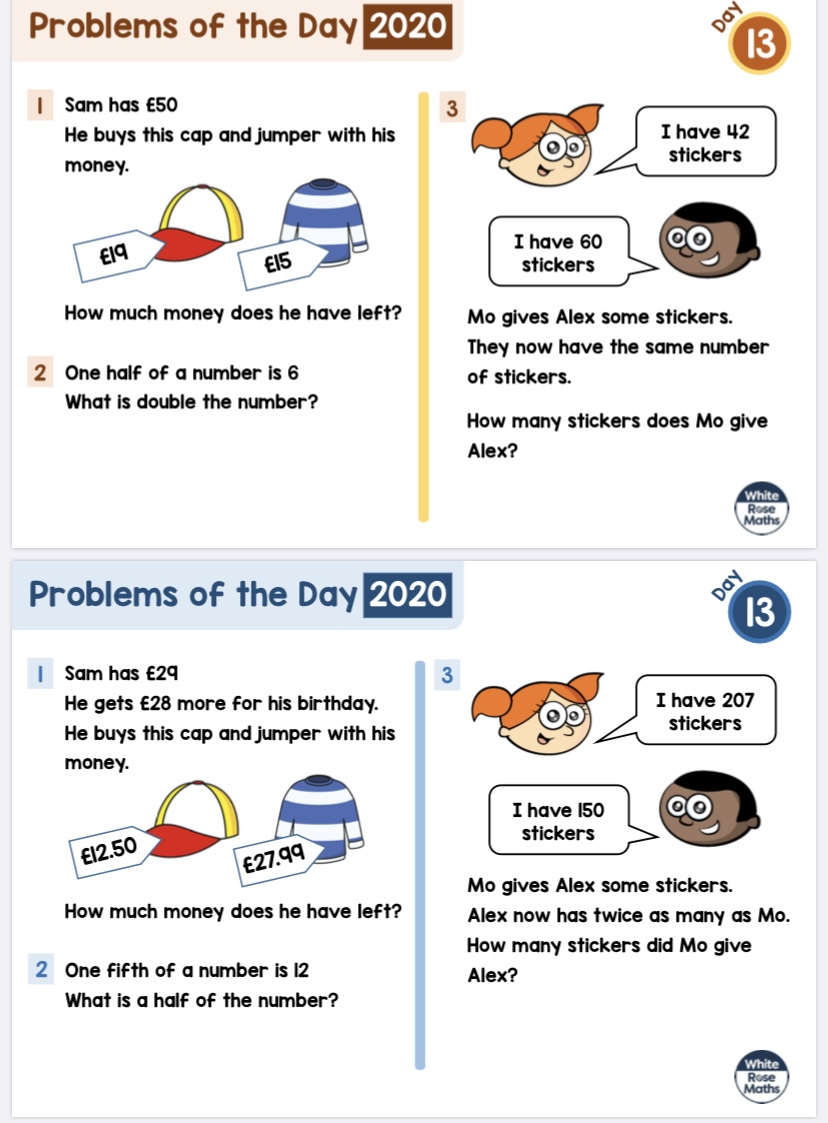 Problems of the Day 2020
Day
13
1 Sam has £50
He buys this cap and jumper with his
money.
£19
£15
How much money does he have left?
2 One half of a number is 6
What is double the number?
3
I have 42
stickers
I have 60
stickers
Mo gives Alex some stickers.
They now have the same number
of stickers.
How many stickers does Mo give
Alex?
White
Rose
Maths
Problems of the Day 2020
Day
13
1 Sam has £29
He gets £28 more for his birthday.
He buys this cap and jumper with his
money.
£12.50
£27.99
How much money does he have left?
2 One fifth of a number is 12
What is a half of the number?
3
I have 207
stickers
I have 150
stickers
Mo gives Alex some stickers.
Alex now has twice as many as Mo.
How many stickers did Mo give
Alex?
White
Rose
Maths